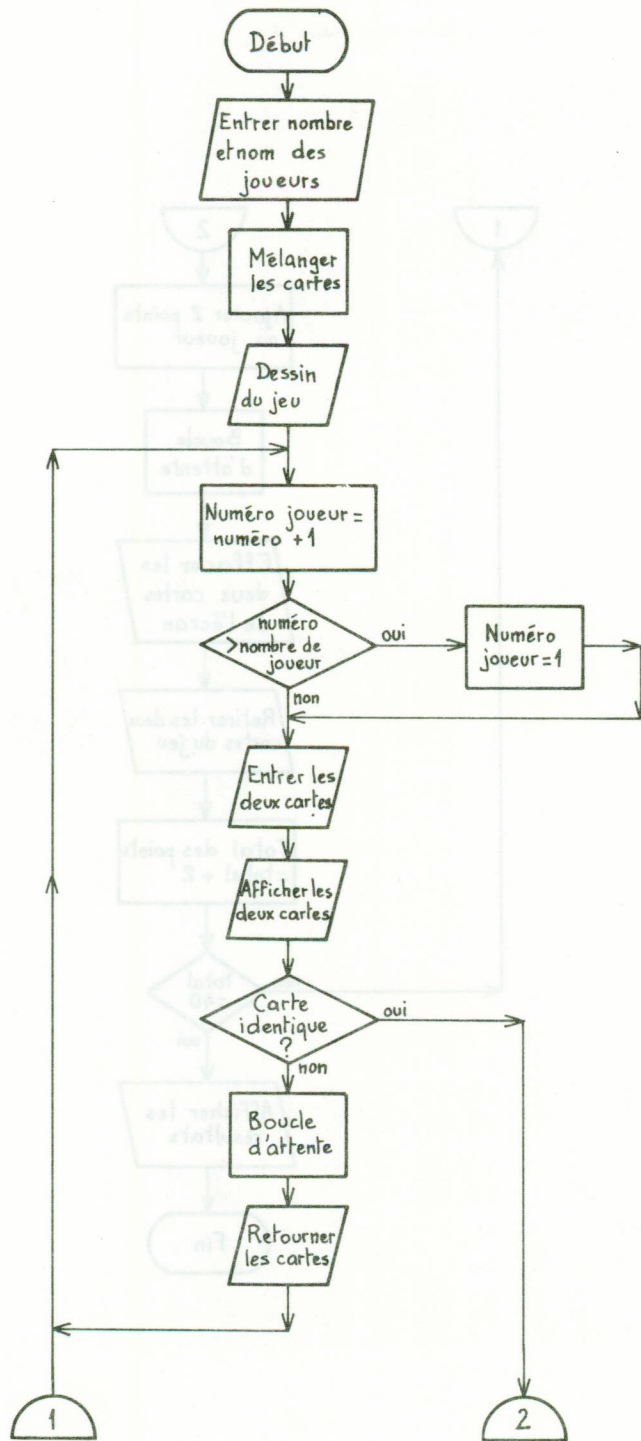 Début
Entrer nombre
et nom des
joueurs
Mélanger
les cartes
Dessin
du jeu
Numéro joueur =
numéro +1
numéro
> nombre de
joueur
oui
Numéro
joueur = 1
non
Entrer les
deux cartes
Afficher les
deux cartes
Carte
identique
?
oui
non
Boucle
d'attente
Retourner
les cartes
1
2